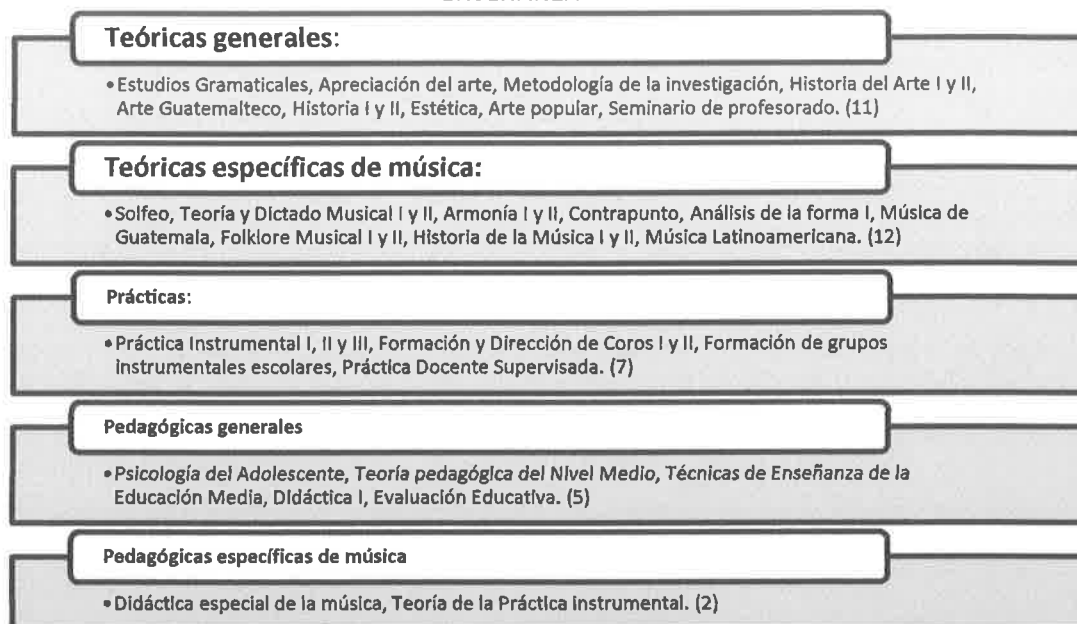 Teóricas generales:
•Estudios Gramaticales, Apreciación del arte, Metodología de la investigación, Historia del Arte I y II,
Arte Guatemalteco, Historia I y II, Estética, Arte popular, Seminario de profesorado. (11)
Teóricas específicas de música:
•Solfeo, Teoría y Dictado Musical I y II, Armonía I y II, Contrapunto, Análisis de la forma I, Música de
Guatemala, Folklore Musical I y II, Historia de la Música I y II, Música Latinoamericana. (12)
Prácticas:
•Práctica Instrumental I, II y III, Formación y Dirección de Coros I y II, Formación de grupos
instrumentales escolares, Práctica Docente Supervisada. (7)
Pedagógicas generales
•Psicología del Adolescente, Teoría pedagógica del Nivel Medio, Técnicas de Enseñanza de la
Educación Media, Didáctica I, Evaluación Educativa. (5)
Pedagógicas específicas de música
•Didáctica especial de la música, Teoría de la Práctica instrumental. (2)